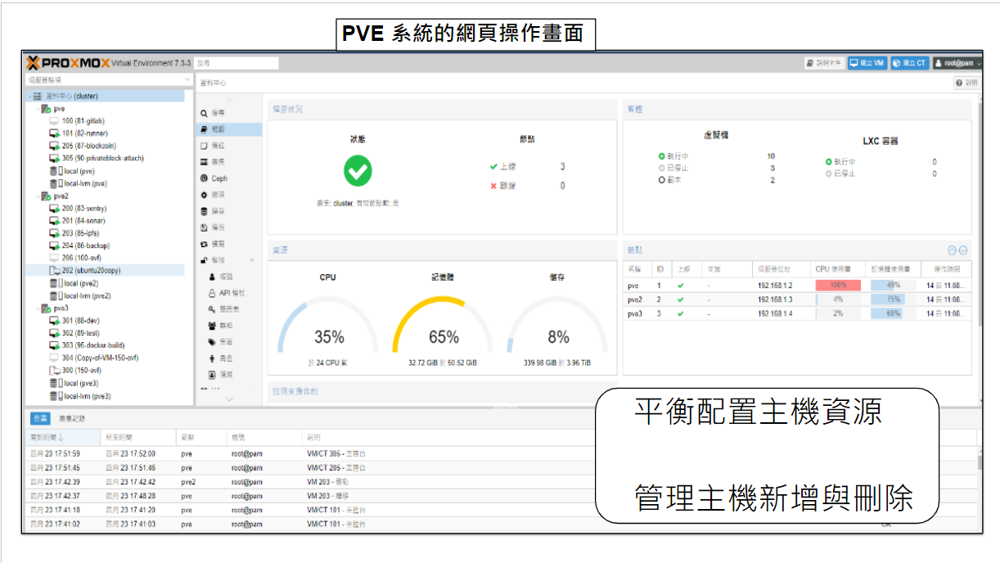 PVE 系統的網頁操作畫面
PROXMOX Virtual Environment 7.3-3 搜尋
說明文件 建立 VM 建立 CT root@pam
伺服器檢視
資料中心 (cluster)
pve
100 (81-gitlab)
101 (82-runner)
205 (87-blockcoin)
305 (90-privateblock-attach)
local (pve)
local-lvm (pve)
pve2
200 (83-sentry)
201 (84-sonar)
203 (85-ipfs)
204 (86-backup)
206 (100-ovf)
202 (ubuntu20copy)
local (pve2)
local-lvm (pve2)
pve3
301 (88-dev)
302 (89-test)
303 (95-docker-build)
304 (Copy-of-VM-150-ovf)
300 (150-ovf)
local (pve3)
local-lvm (pve3)
資料中心
說明
搜尋
概觀
備註
叢集
Ceph
選項
儲存
備份
複寫
權限
帳號
API 權杖
雙因素
群組
集區
角色
領域
健康狀況
狀態
叢集: cluster, 有效節點數: 是
節點
上線 3
離線 0
客體
虛擬機
執行中 10
已停止 3
範本 2
LXC 容器
執行中 0
已停止 0
資源
CPU
35%
於 24 CPU 組
記憶體
65%
32.72 GiB 於 50.52 GiB
儲存
8%
339.98 GiB 於 3.96 TiB
節點
名稱 ID 上線 支援 伺服器位址 CPU 使用量 記憶體使用量 運作時間
pve 1 - 192.168.1.2 100% 49% 14 日 11:08...
pve2 2 - 192.168.1.3 4% 75% 14 日 11:08...
pve3 3 - 192.168.1.4 2% 68% 14 日 11:08...
技術支援合約
作業 叢集記錄
開始時間 結束時間 節點 帳號 說明
四月 23 17:51:59 四月 23 17:52:00 pve root@pam VM/CT 305 - 主控台
四月 23 17:51:45 四月 23 17:51:46 pve root@pam VM/CT 205 - 主控台
四月 23 17:42:39 四月 23 17:42:42 pve2 root@pam VM 203 - 啟動
四月 23 17:42:37 四月 23 17:48:28 pve root@pam VM 203 - 遷移
四月 23 17:41:18 四月 23 17:41:20 pve root@pam VM/CT 101 - 主控台
四月 23 17:41:02 四月 23 17:41:03 pve root@pam VM/CT 101 - 主控台
平衡配置主機資源
管理主機新增與刪除